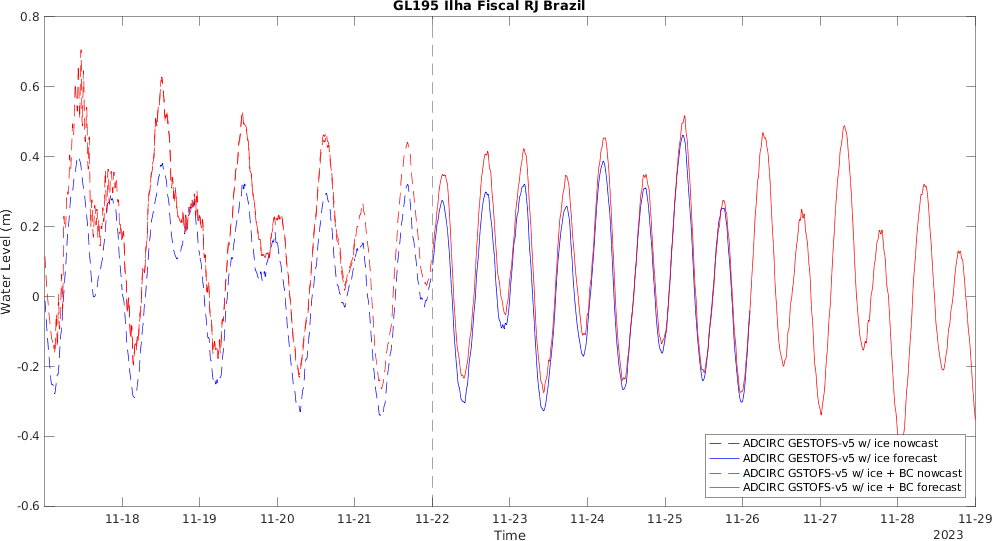 GL195 Ilha Fiscal RJ Brazil
0.8
0.6
0.4
0.2
0
-0.2
-0.4
-0.6
Water Level (m)
ADCIRC GESTOFS-v5 w/ ice nowcast
ADCIRC GESTOFS-v5 w/ ice forecast
ADCIRC GSTOFS-v5 w/ ice + BC nowcast
ADCIRC GSTOFS-v5 w/ ice + BC forecast
11-18 11-19 11-20 11-21 11-22 11-23 11-24 11-25 11-26 11-27 11-28 11-29
Time
2023